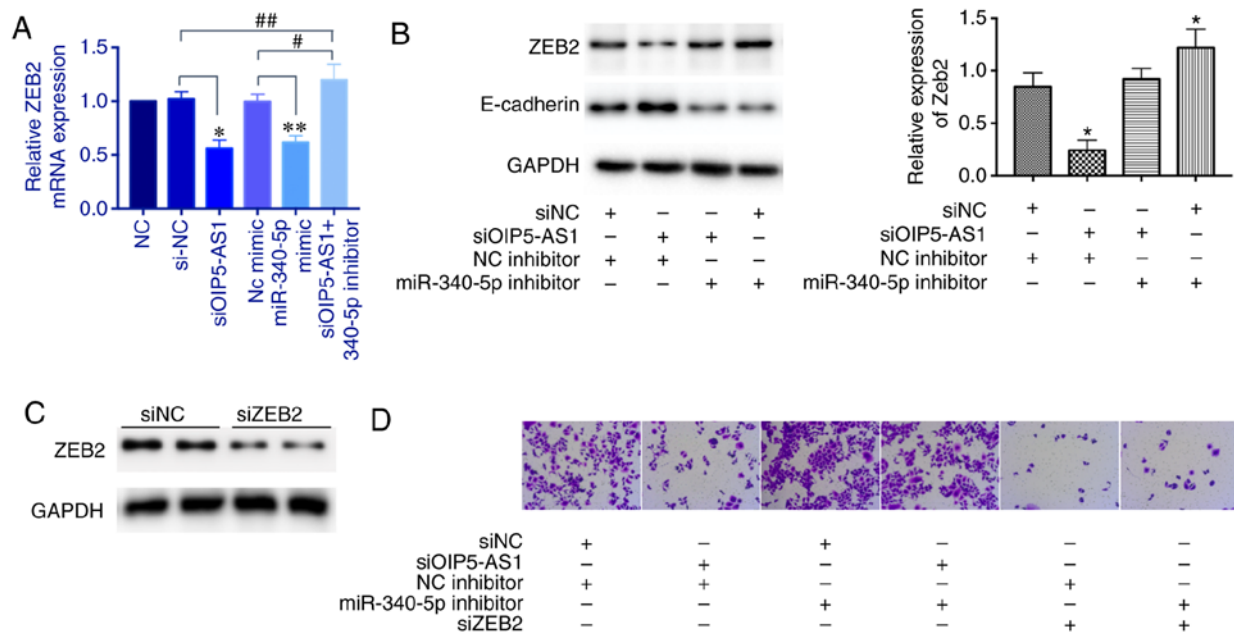 A
##
#
1.5
1.0
0.5
0.0
Relative ZEB2
mRNA expression
*
**
NC
si-NC
siOIP5-AS1
Nc mimic
miR-340-5p
mimic
siOIP5-AS1+
340-5p inhibitor
B
ZEB2
E-cadherin
GAPDH
siNC + − − +
siOIP5-AS1 − + + −
NC inhibitor + + − −
miR-340-5p inhibitor − − + +
Relative expression
of Zeb2
1.5
1.0
0.5
0.0
*
*
siNC + − − +
siOIP5-AS1 − + + −
NC inhibitor + + − −
miR-340-5p inhibitor − − + +
C
siNC siZEB2
ZEB2
GAPDH
D
siNC + − + − − −
siOIP5-AS1 − + − + − −
NC inhibitor + + − − + −
miR-340-5p inhibitor − − + + − +
siZEB2 − − − − + +